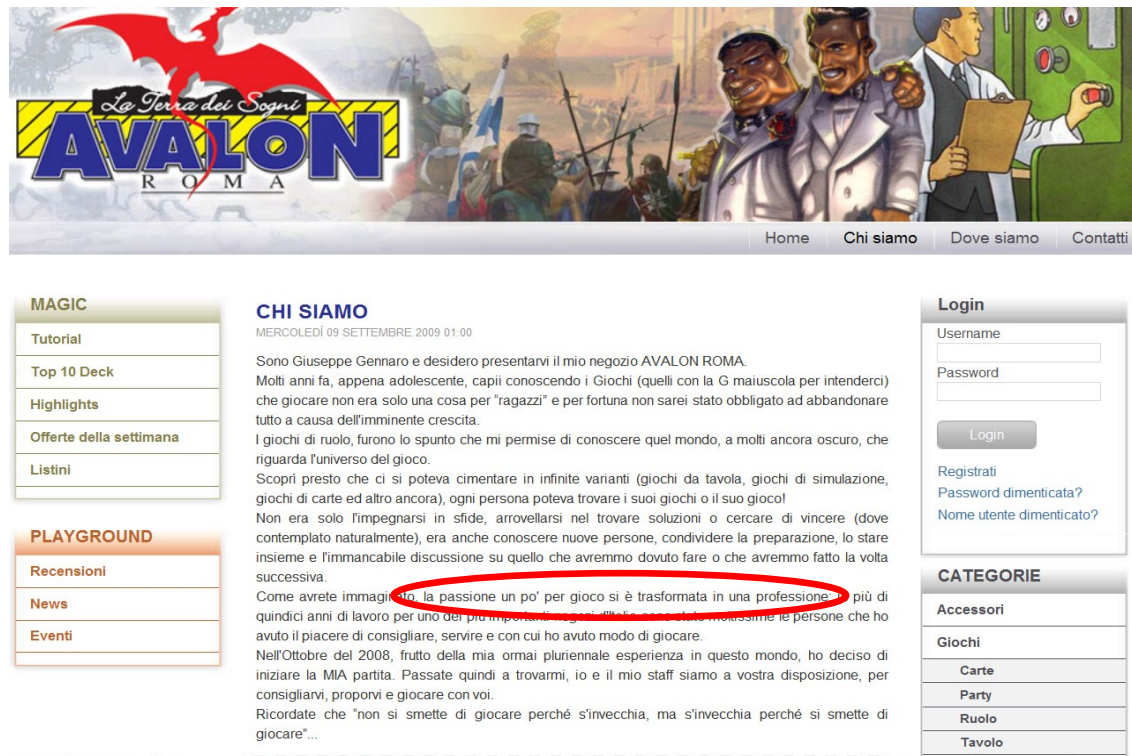 La Terra dei Sogni
AVALON
ROMA
Home Chi siamo Dove siamo Contatti
MAGIC
Tutorial
Top 10 Deck
Highlights
Offerte della settimana
Listini
PLAYGROUND
Recensioni
News
Eventi
CHI SIAMO
MERCOLEDÍ 09 SETTEMBRE 2009 01:00
Sono Giuseppe Gennaro e desidero presentarvi il mio negozio AVALON ROMA.
Molti anni fa, appena adolescente, capii conoscendo i Giochi (quelli con la G maiuscola per intenderci)
che giocare non era solo una cosa per "ragazzi" e per fortuna non sarei stato obbligato ad abbandonare
tutto a causa dell'imminente crescita.
I giochi di ruolo, furono lo spunto che mi permise di conoscere quel mondo, a molti ancora oscuro, che
riguarda l'universo del gioco.
Scoprì presto che ci si poteva cimentare in infinite varianti (giochi da tavola, giochi di simulazione,
giochi di carte ed altro ancora), ogni persona poteva trovare i suoi giochi o il suo gioco!
Non era solo l'impegnarsi in sfide, arrovellarsi nel trovare soluzioni o cercare di vincere (dove
contemplato naturalmente), era anche conoscere nuove persone, condividere la preparazione, lo stare
insieme e l'immancabile discussione su quello che avremmo dovuto fare o che avremmo fatto la volta
successiva.
Come avrete immaginato, la passione un po' per gioco si è trasformata in una professione: più di
quindici anni di lavoro per uno dei più importanti negozi d'Italia sono state moltissime le persone che ho
avuto il piacere di consigliare, servire e con cui ho avuto modo di giocare.
Nell'Ottobre del 2008, frutto della mia ormai pluriennale esperienza in questo mondo, ho deciso di
iniziare la MIA partita. Passate quindi a trovarmi, io e il mio staff siamo a vostra disposizione, per
consigliarvi, proporvi e giocare con voi.
Ricordate che "non si smette di giocare perché s'invecchia, ma s'invecchia perché si smette di
giocare"...
Login
Username
Password
Login
Registrati
Password dimenticata?
Nome utente dimenticato?
CATEGORIE
Accessori
Giochi
Carte
Party
Ruolo
Tavolo